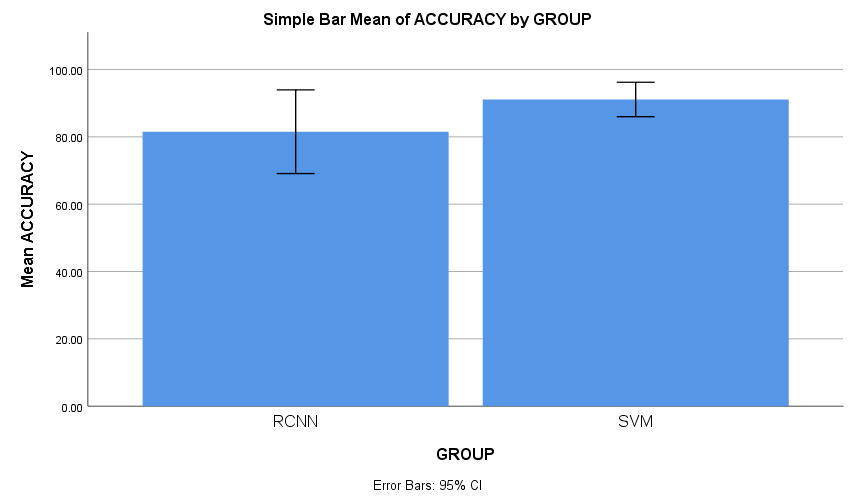 Simple Bar Mean of ACCURACY by GROUP
Mean ACCURACY
100.00
80.00
60.00
40.00
20.00
0.00
RCNN
SVM
GROUP
Error Bars: 95% CI